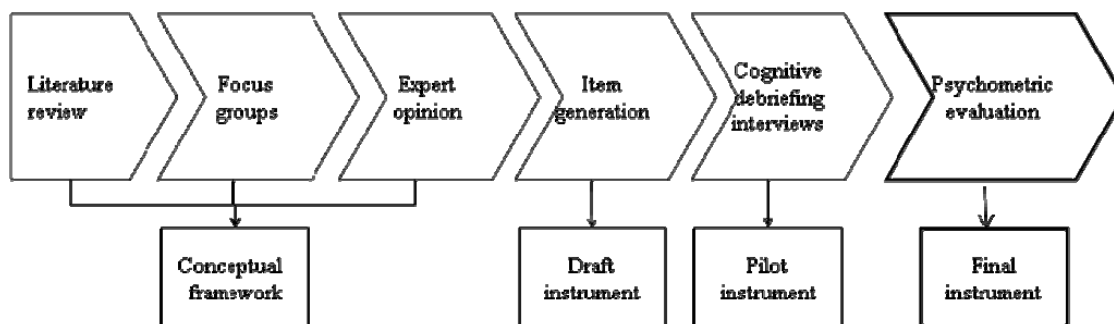 Literature
review
Focus
groups
Expert
opinion
Item
generation
Cognitive
debriefing
interviews
Psychometric
evaluation
Conceptual
framework
Draft
instrument
Pilot
instrument
Final
instrument